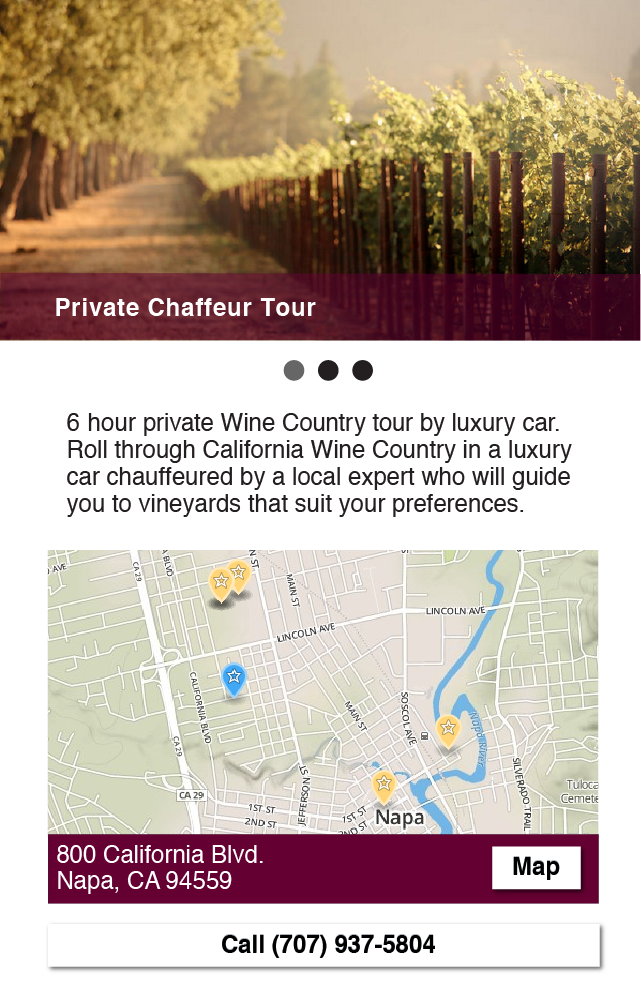 Private Chaffeur Tour
6 hour private Wine Country tour by luxury car.
Roll through California Wine Country in a luxury
car chauffeured by a local expert who will guide
you to vineyards that suit your preferences.
AVE
CA 29
A BLVD
N ST
MAIN ST
LINCOLN AVE
LINCOLN AVE
CALIFORNIA BLVD
MAIN ST
SOSCOL AVE
Napa River
CA 29
CA 29
JEFFERSON ST
SILVERADO TRAIL
Tuloca
Cemete
1ST ST
1ST ST
2ND ST
2ND ST
Napa
800 California Blvd.
Napa, CA 94559
Map
Call (707) 937-5804